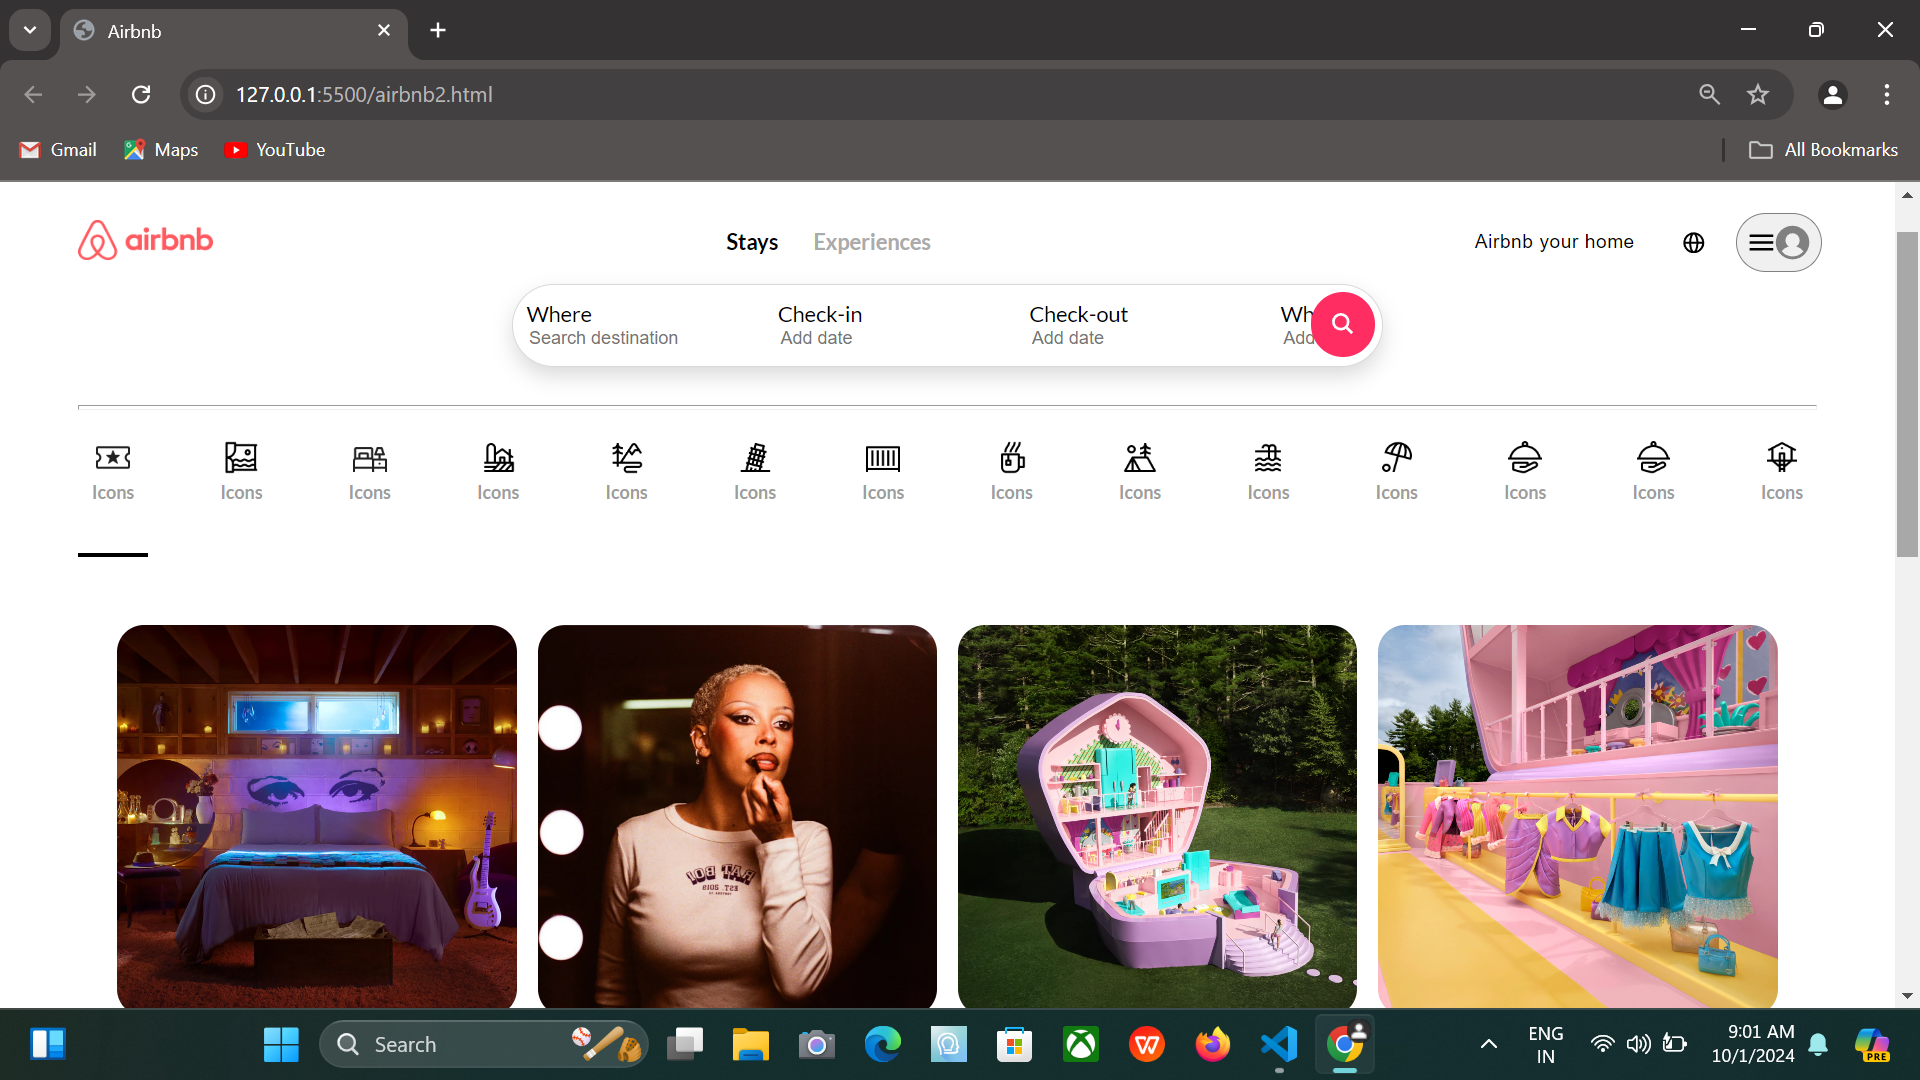 Airbnb
127.0.0.1:5500/airbnb2.html
Gmail Maps YouTube All Bookmarks
airbnb Stays Experiences Airbnb your home
Where Check-in Check-out Wh
Search destination Add date Add date Add
Icons Icons Icons Icons Icons Icons Icons Icons Icons Icons Icons Icons Icons Icons
Search
ENG
IN
9:01 AM
10/1/2024
PRE